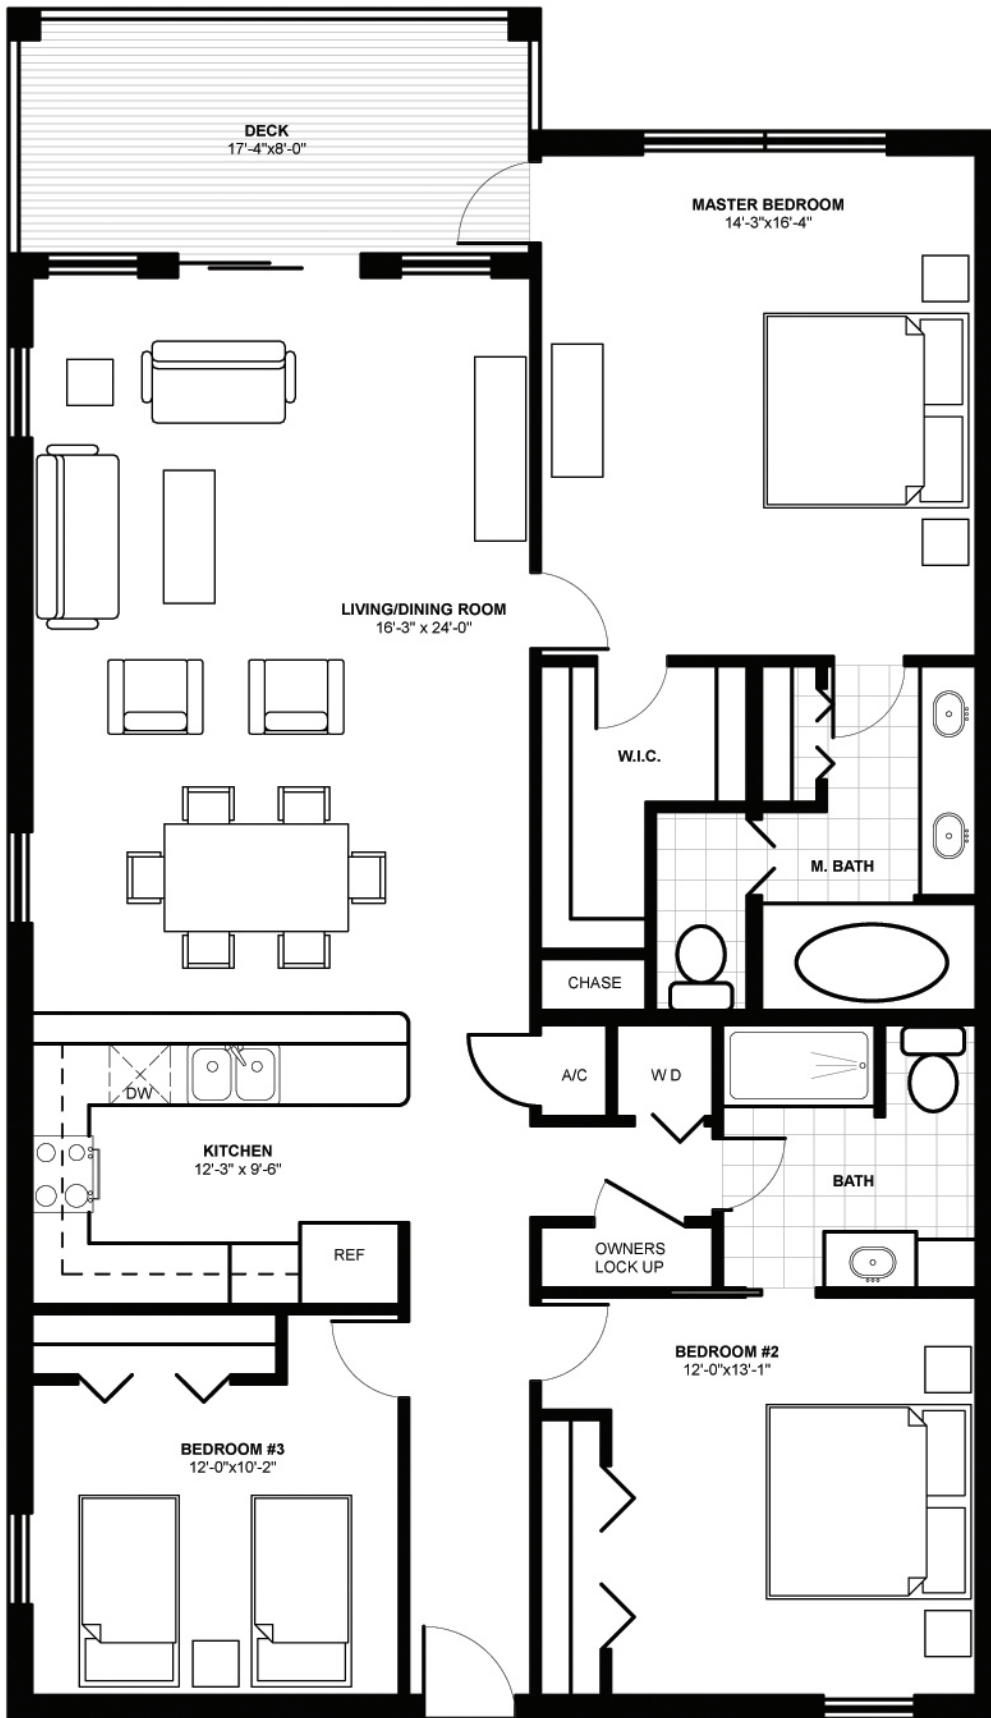 DECK
17'-4"x8'-0"
MASTER BEDROOM
14'-3"x16'-4"
LIVING/DINING ROOM
16'-3" x 24'-0"
W.I.C.
M. BATH
CHASE
A/C
W D
DW
KITCHEN
12'-3" x 9'-6"
BATH
REF
OWNERS
LOCK UP
BEDROOM #2
12'-0"x13'-1"
BEDROOM #3
12'-0"x10'-2"